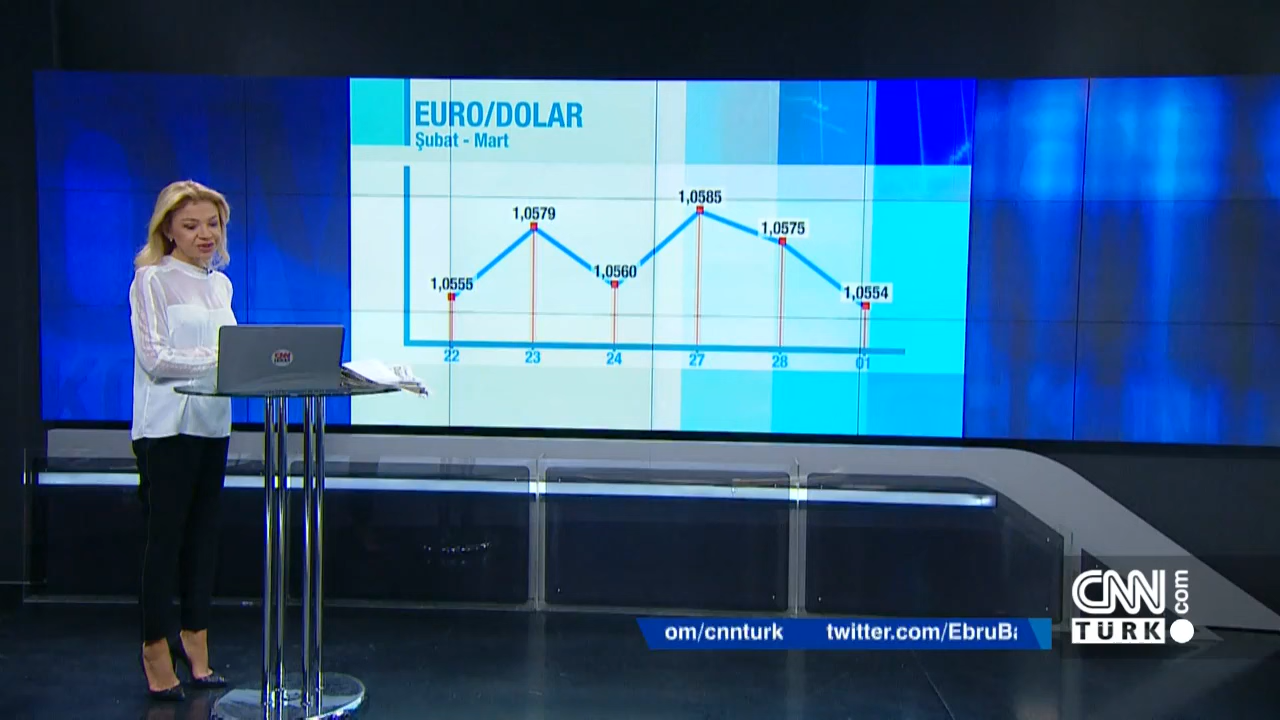 EURO/DOLAR
Şubat - Mart
1,0555
1,0579
1,0560
1,0585
1,0575
1,0554
22
23
24
27
28
01
om/cnnturk twitter.com/EbruBa
CNN
TÜRK
.com